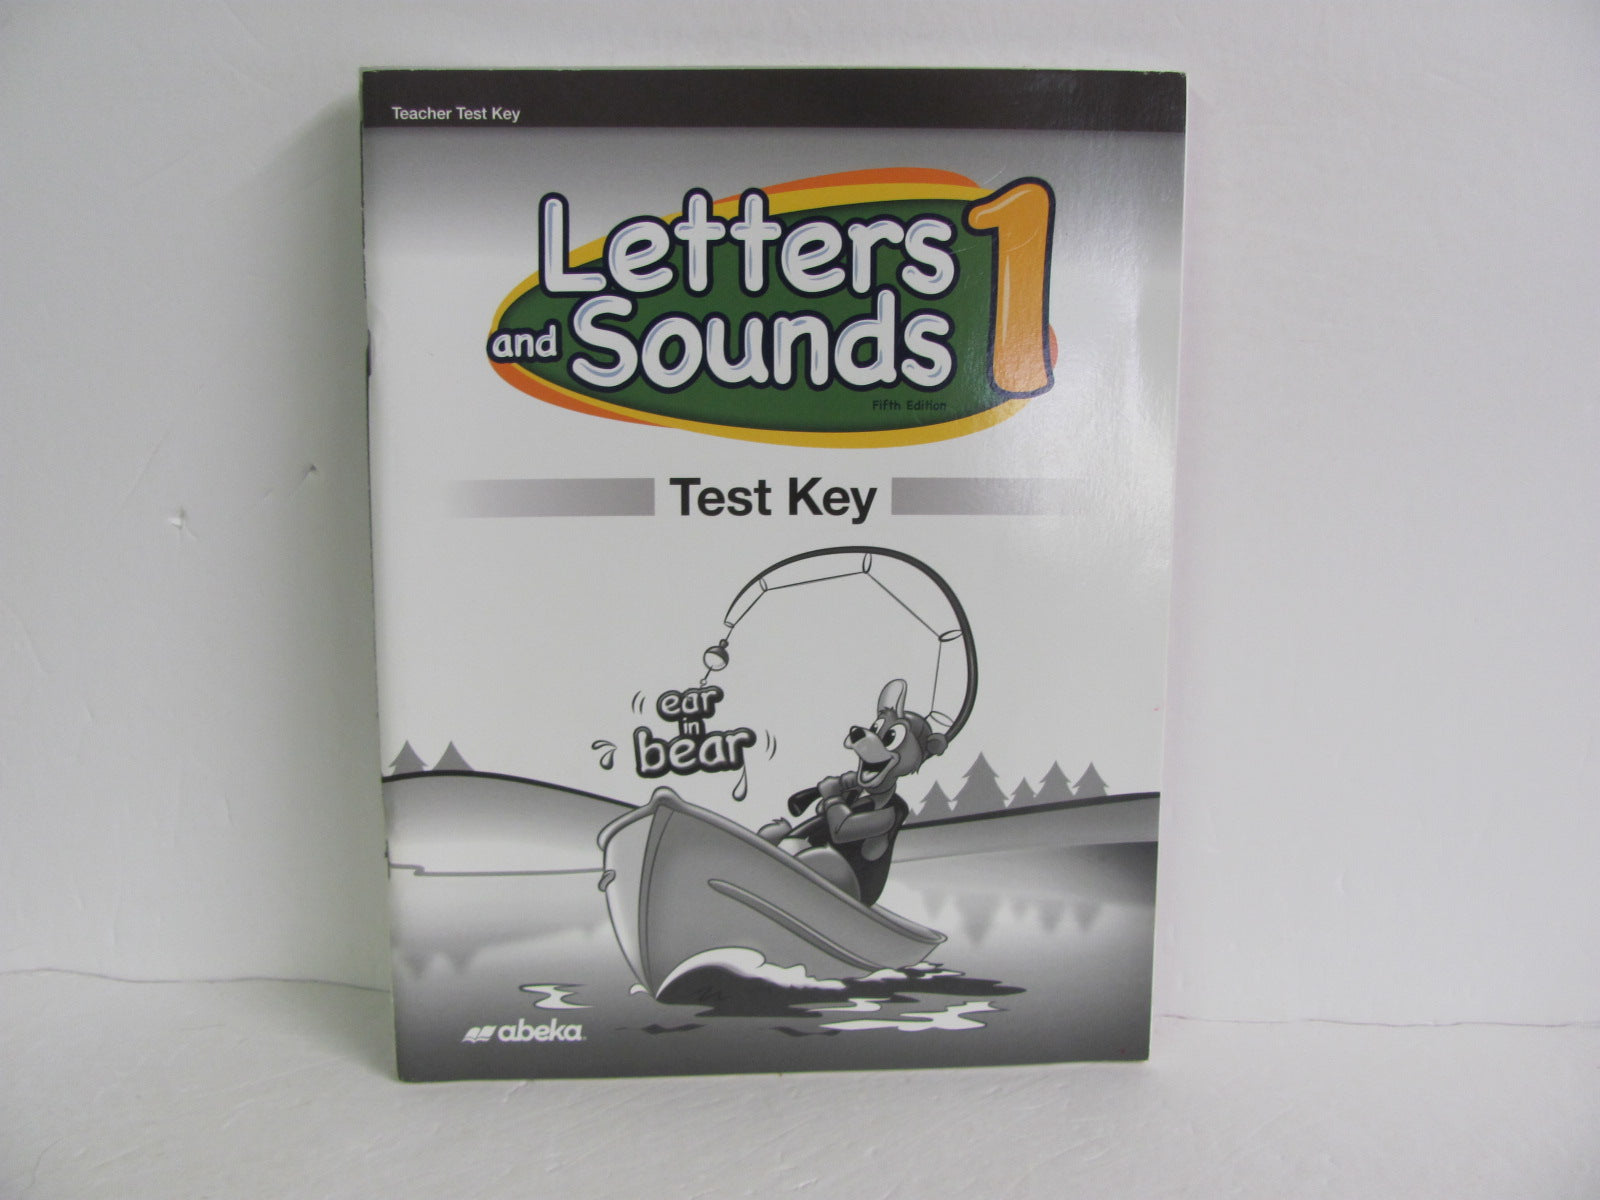 Teacher Test Key
Letters
and Sounds 1
Fifth Edition
Test Key
ear
in
bear
abeka